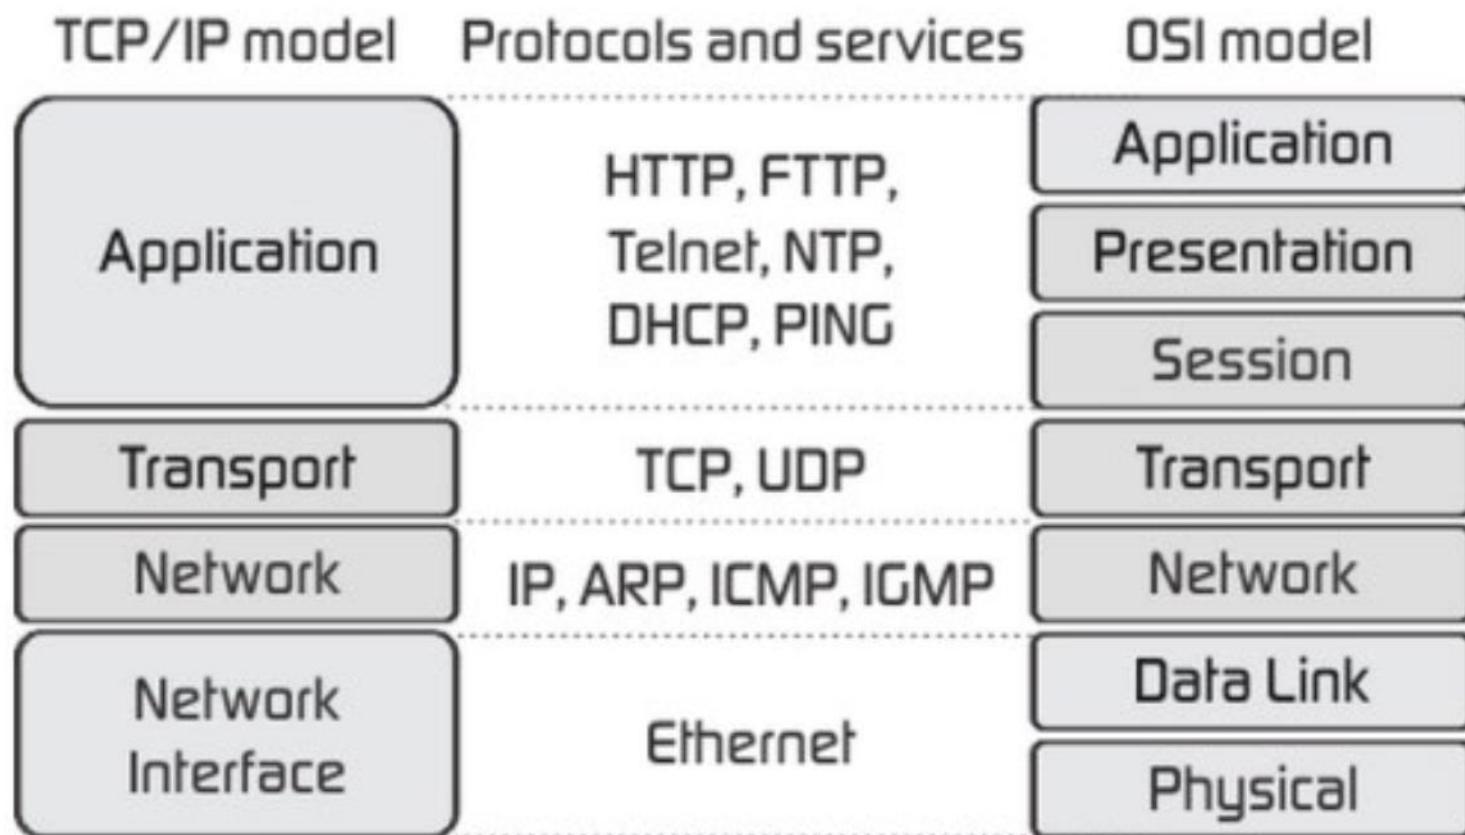 TCP/IP model
Protocols and services
OSI model
Application
HTTP, FTTP,
Telnet, NTP,
DHCP, PING
Application
Presentation
Session
Transport
TCP, UDP
Transport
Network
IP, ARP, ICMP, IGMP
Network
Network
Interface
Ethernet
Data Link
Physical